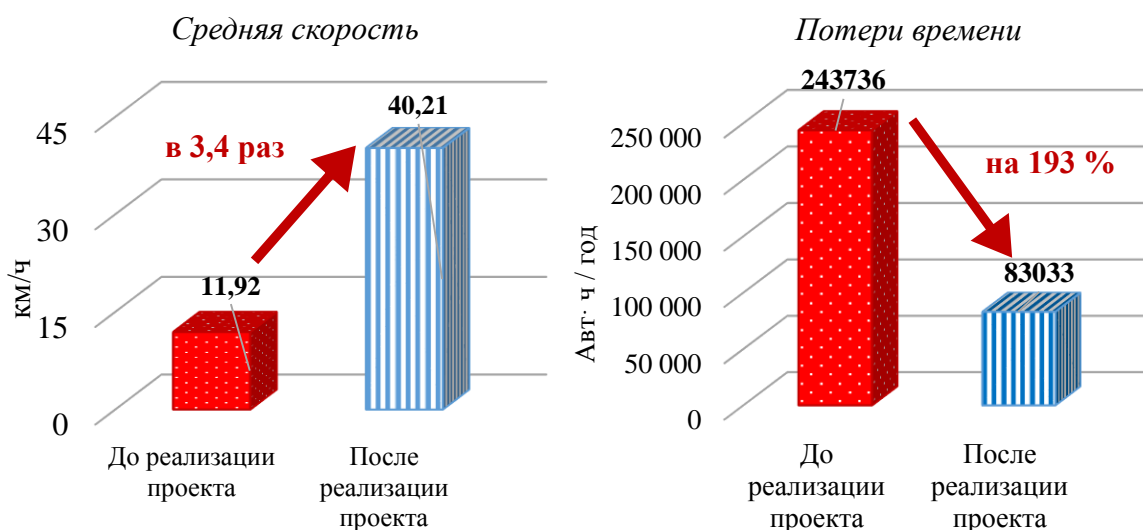 Средняя скорость
45
30
15
0
км/ч
11,92
40,21
в 3,4 раз
До реализации
проекта
После
реализации
проекта
Потери времени
250 000
200 000
150 000
100 000
50 000
0
Авт· ч / год
243736
83033
на 193 %
До
реализации
проекта
После
реализации
проекта